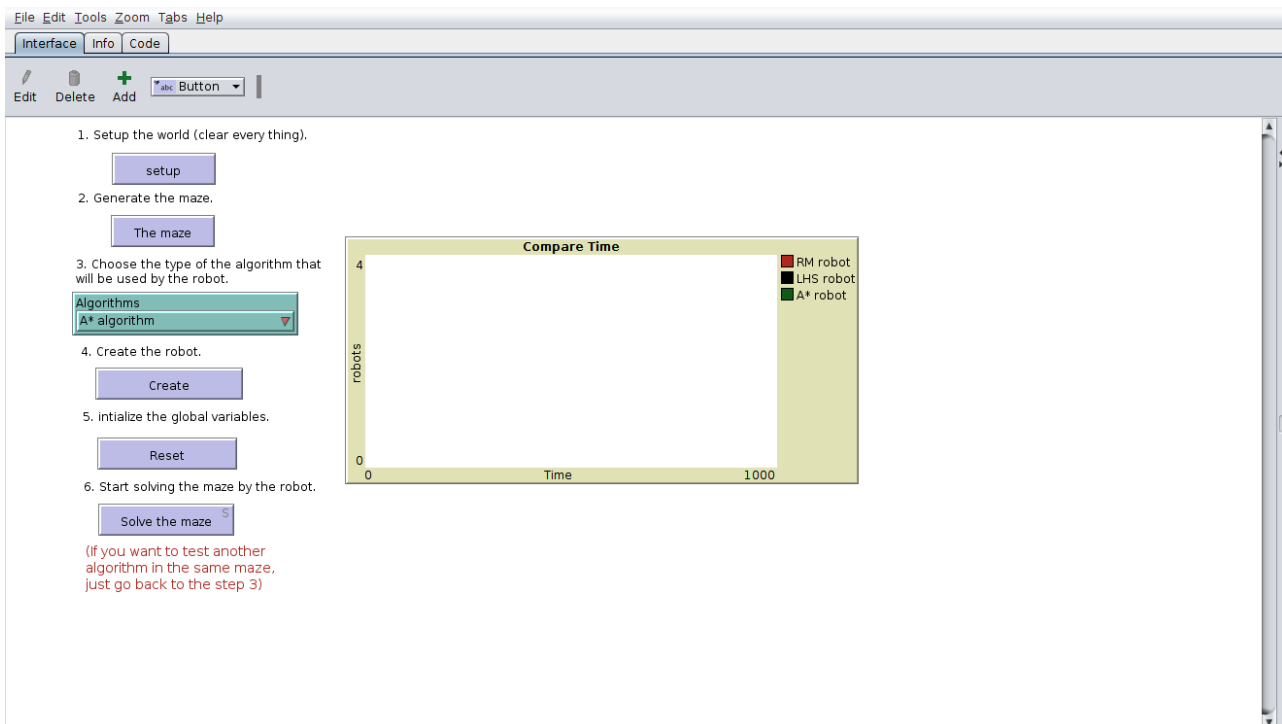 File Edit Tools Zoom Tabs Help
Interface Info Code
Edit Delete Add abc Button
1. Setup the world (clear every thing).
setup
2. Generate the maze.
The maze
3. Choose the type of the algorithm that
will be used by the robot.
Algorithms
A* algorithm
4. Create the robot.
Create
5. intialize the global variables.
Reset
6. Start solving the maze by the robot.
Solve the maze S
(If you want to test another
algorithm in the same maze,
just go back to the step 3)
Compare Time
4
robots
0
0 Time 1000
RM robot
LHS robot
A* robot